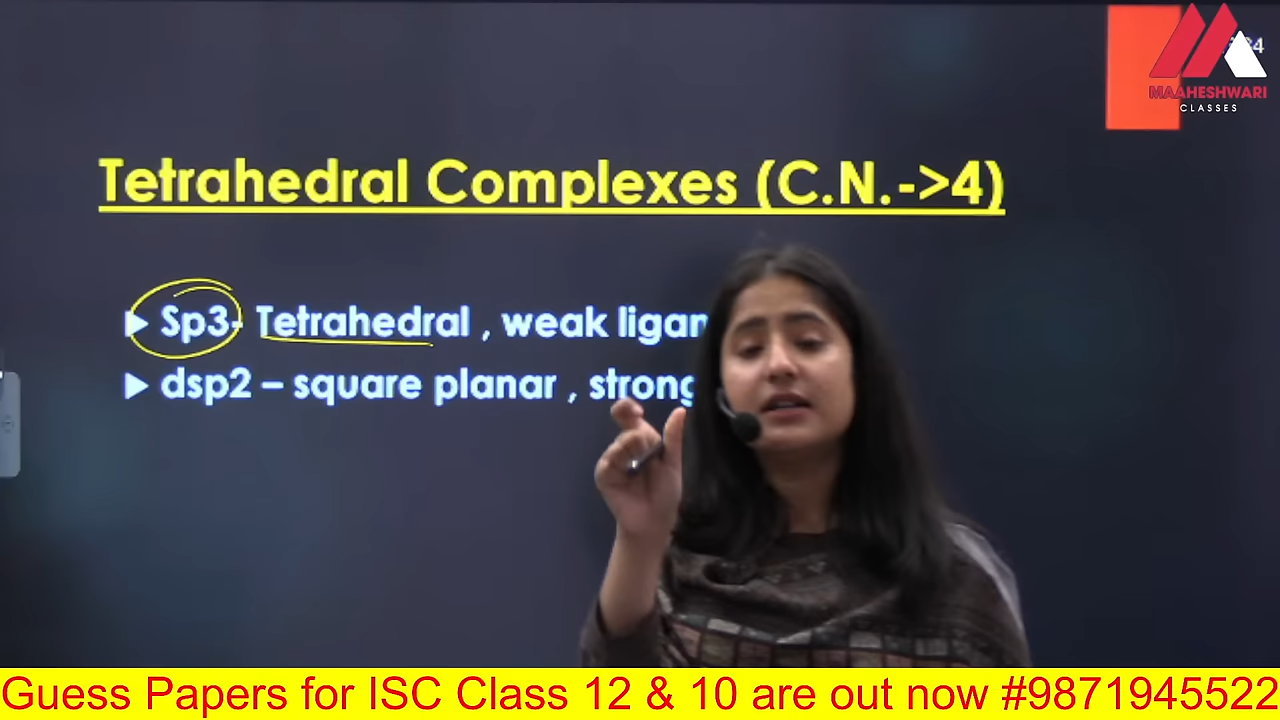 MAAHESHWARI
CLASSES
Tetrahedral Complexes (C.N.->4)
Sp3- Tetrahedral , weak ligan
dsp2 – square planar , strong
Guess Papers for ISC Class 12 & 10 are out now #9871945522